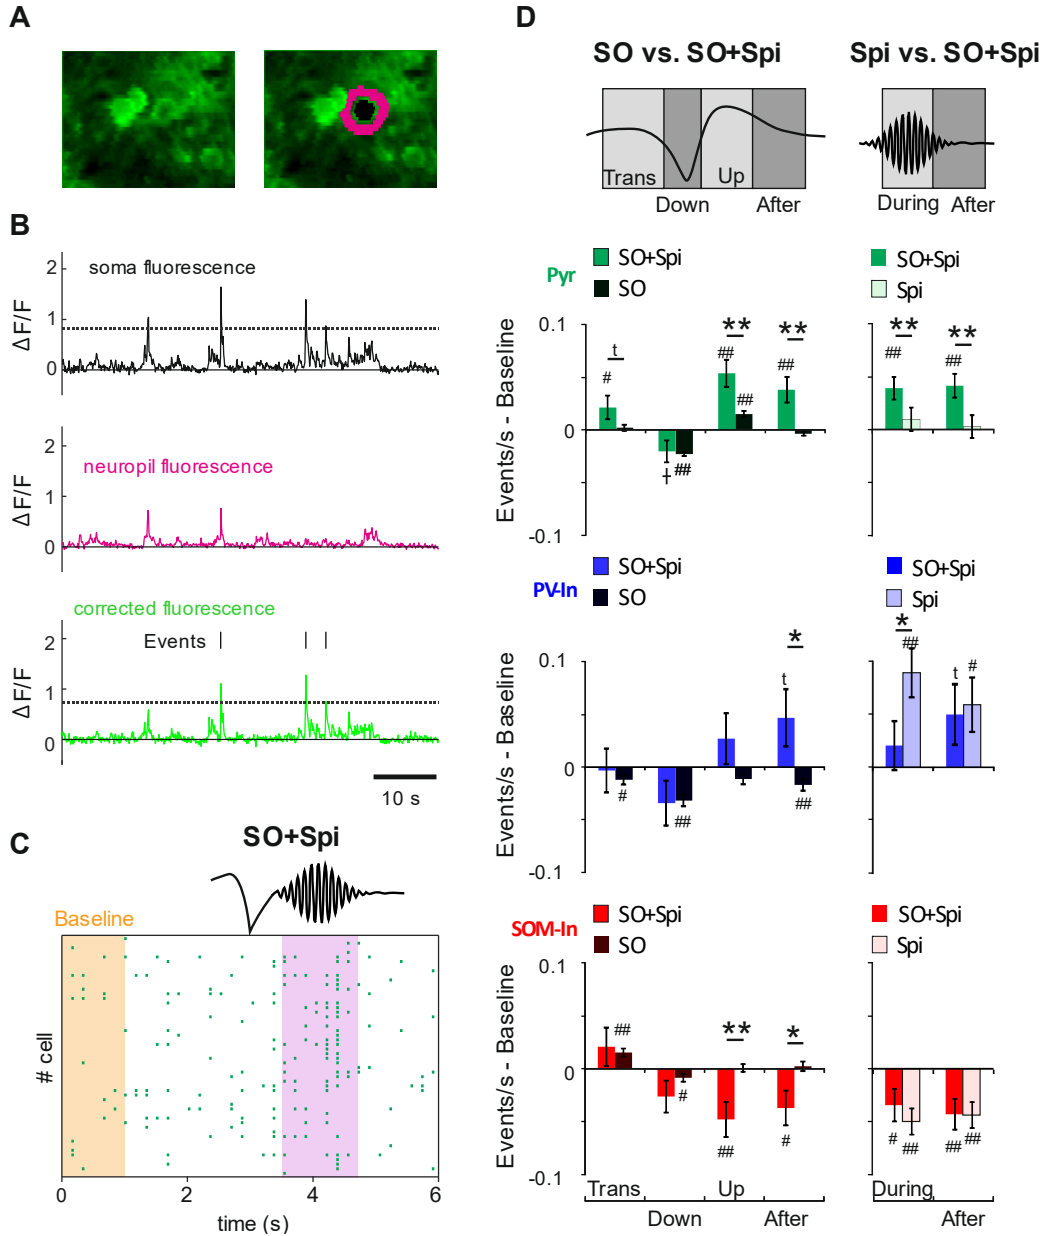 A
B
2
soma fluorescence
1
ΔF/F
0
2
neuropil fluorescence
1
ΔF/F
0
corrected fluorescence
2
Events
1
ΔF/F
0
10 s
C
SO+Spi
Baseline
# cell
0 2 4 6
time (s)
D
SO vs. SO+Spi Spi vs. SO+Spi
Trans Up
Down After
During After
Pyr
SO+Spi
SO
SO+Spi
Spi
0.1
0
-0.1
Events/s - Baseline
t
#
##
**
##
##
**
##
ƚ
##
**
##
**
##
PV-In
SO+Spi
SO
SO+Spi
Spi
0.1
0
-0.1
Events/s - Baseline
#
##
*
t
##
*
##
t #
SOM-In
SO+Spi
SO
SO+Spi
Spi
0.1
0
-0.1
Events/s - Baseline
##
#
**
##
*
#
# ##
## ##
Trans Up During
Down After After